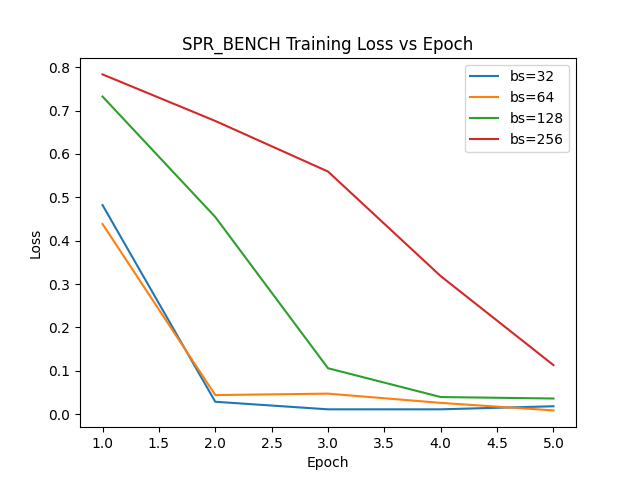 SPR_BENCH Training Loss vs Epoch
Loss
0.8
0.7
0.6
0.5
0.4
0.3
0.2
0.1
0.0
bs=32
bs=64
bs=128
bs=256
1.0 1.5 2.0 2.5 3.0 3.5 4.0 4.5 5.0
Epoch